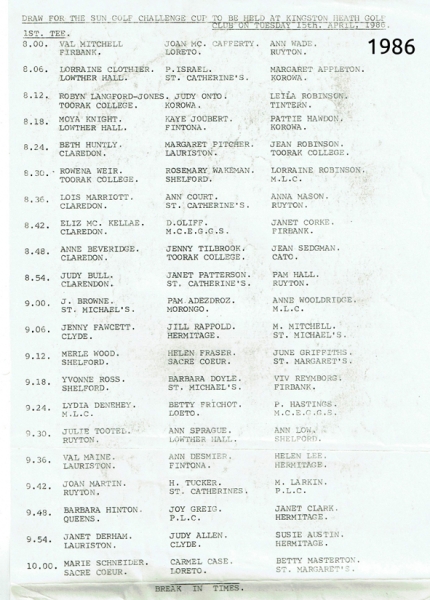 DRAW FOR THE SUN GOLF CHALLENGE CUP TO BE HELD AT KINGSTON HEATH GOLF
CLUB ON TUESDAY 15th. APRIL, 1986.
1986
1ST. TEE.
8.00. VAL MITCHELL JOAN MC. CAFFERTY. ANN WADE.
FIRBANK. LORETO. RUYTON.
8.06. LORRAINE CLOTHIER. P.ISRAEL. MARGARET APPLETON.
LOWTHER HALL. ST. CATHERINE'S. KOROWA.
8.12. ROBYN LANGFORD-JONES. JUDY ONTO. LEILA ROBINSON.
TOORAK COLLEGE. KOROWA. TINTERN.
8.18. MOYA KNIGHT. KAYE JOUBERT. PATTIE HAWDON.
LOWTHER HALL. FINTONA. KOROWA.
8.24. BETH HUNTLY. MARGARET PITCHER. JEAN ROBINSON.
CLAREDON. LAURISTON. TOORAK COLLEGE.
8.30. ROWENA WEIR. ROSEMARY WAKEMAN. LORRAINE ROBINSON.
TOORAK COLLEGE. SHELFORD. M.L.C.
8.36. LOIS MARRIOTT. ANN COURT. ANNA MASON.
CLAREDON. ST. CATHERINE'S. RUYTON.
8.42. ELIZ MC. KELLAE. D.OLIFF. JANET CORKE.
CLAREDON. M.C.E.G.G.S. FIRBANK.
8.48. ANNE BEVERIDGE. JENNY TILBROOK. JEAN SEDGMAN.
CLAREDON. TOORAK COLLEGE. CATO.
8.54. JUDY BULL. JANET PATTERSON. PAM HALL.
CLARENDON. ST. CATHERINE'S. RUYTON.
9.00. J. BROWNE. PAM ADEZDROZ. ANNE WOOLDRIDGE.
ST. MICHAEL'S. MORONGO. M.L.C.
9.06. JENNY FAWCETT. JILL RAPPOLD. M. MITCHELL.
CLYDE. HERMITAGE. ST. MICHAEL'S.
9.12. MERLE WOOD. HELEN FRASER. JUNE GRIFFITHS.
SHELFORD. SACRE COEUR. ST. MARGARET'S.
9.18. YVONNE ROSS. BARBARA DOYLE. VIV REYMBORG.
SHELFORD. ST. MICHAEL'S. FIRBANK.
9.24. LYDIA DENEHEY. BETTY FRICHOT. P. HASTINGS.
M.L.C. LOETO. M.C.E.G.G.S.
9.30. JULIE TOOTEL. ANN SPRAGUE. ANN LOW.
RUYTON. LOWTHER HALL. SHELFORD.
9.36. VAL MAINE. ANN DESMIER. HELEN LEE.
LAURISTON. FINTONA. HERMITAGE.
9.42. JOAN MARTIN. H. TUCKER. M. LARKIN.
RUYTON. ST. CATHERINES. P.L.C.
9.48. BARBARA HINTON. JOY GREIG. JANET CLARK.
QUEENS. P.L.C. HERMITAGE.
9.54. JANET DERHAM. JUDY ALLEN. SUSIE AUSTIN.
LAURISTON. CLYDE. HERMITAGE.
10.00. MARIE SCHNEIDER. CARMEL CASE. BETTY MASTERTON.
SACRE COEUR. LORETO. ST. MARGARET'S.
BREAK IN TIMES.